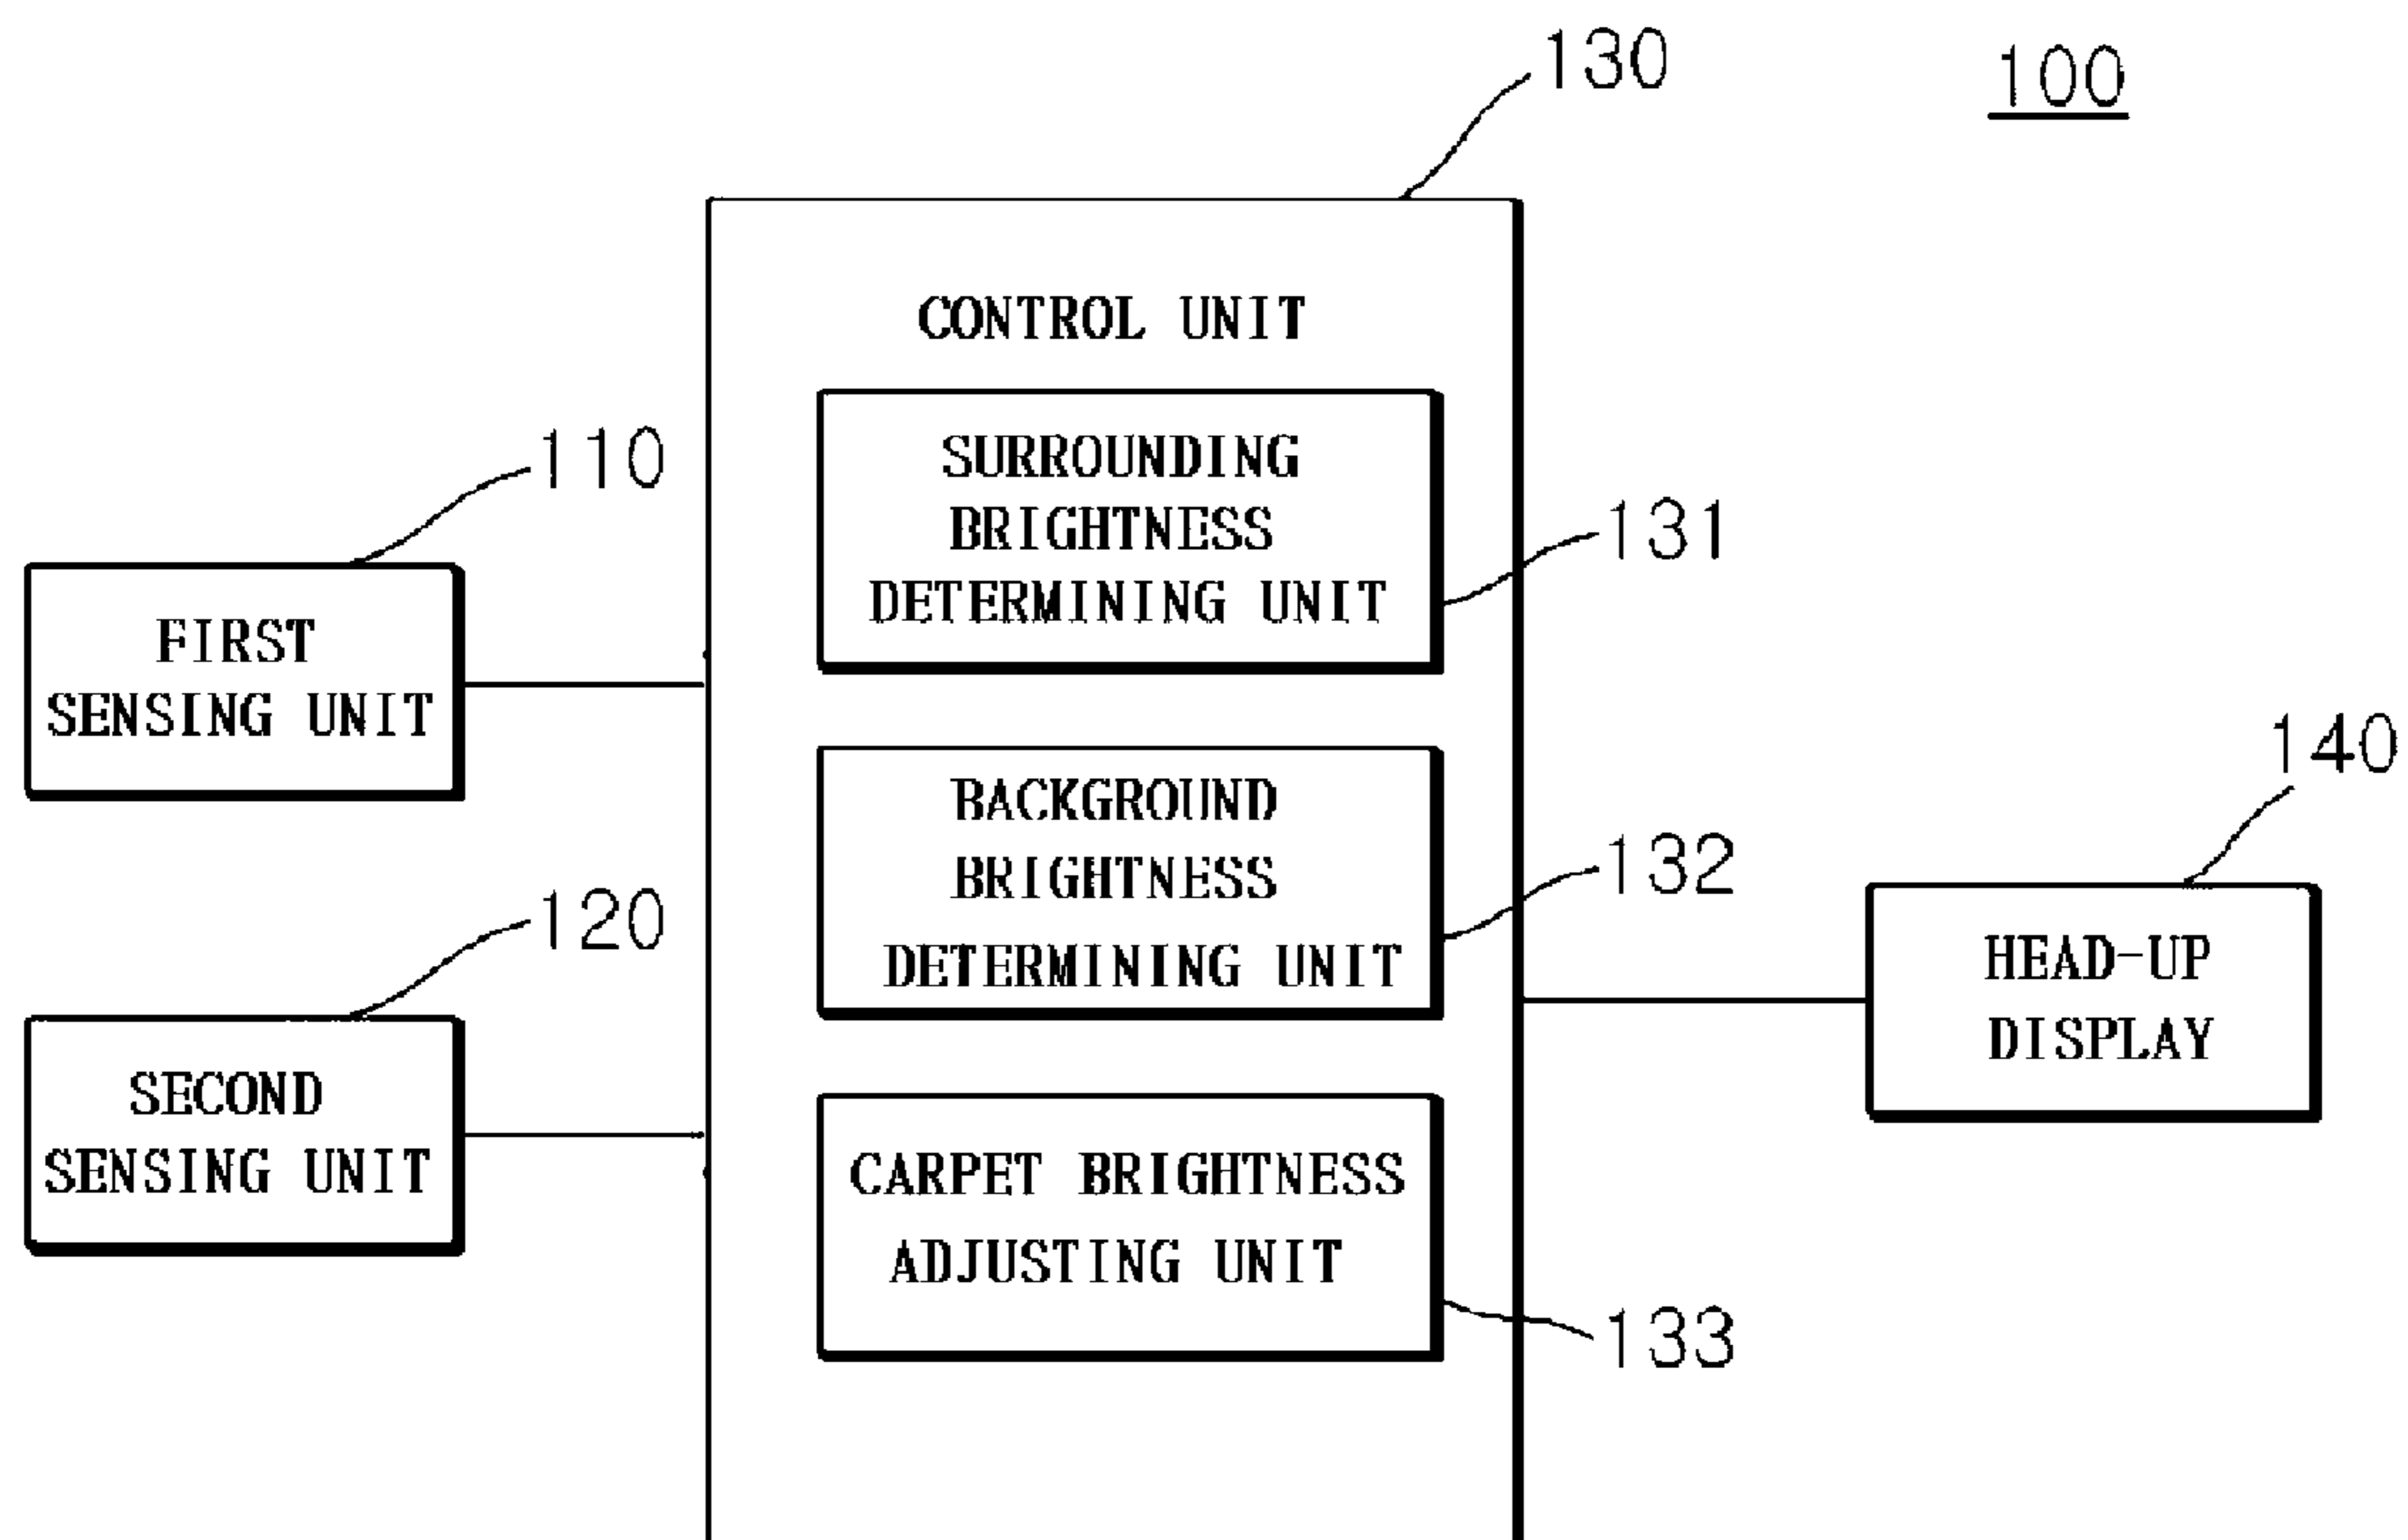 130
100
CONTROL UNIT
110
SURROUNDING
BRIGHTNESS
DETERMINING UNIT
131
FIRST
SENSING UNIT
BACKGROUND
BRIGHTNESS
DETERMINING UNIT
132
140
120
HEAD-UP
DISPLAY
SECOND
SENSING UNIT
CARPET BRIGHTNESS
ADJUSTING UNIT
133